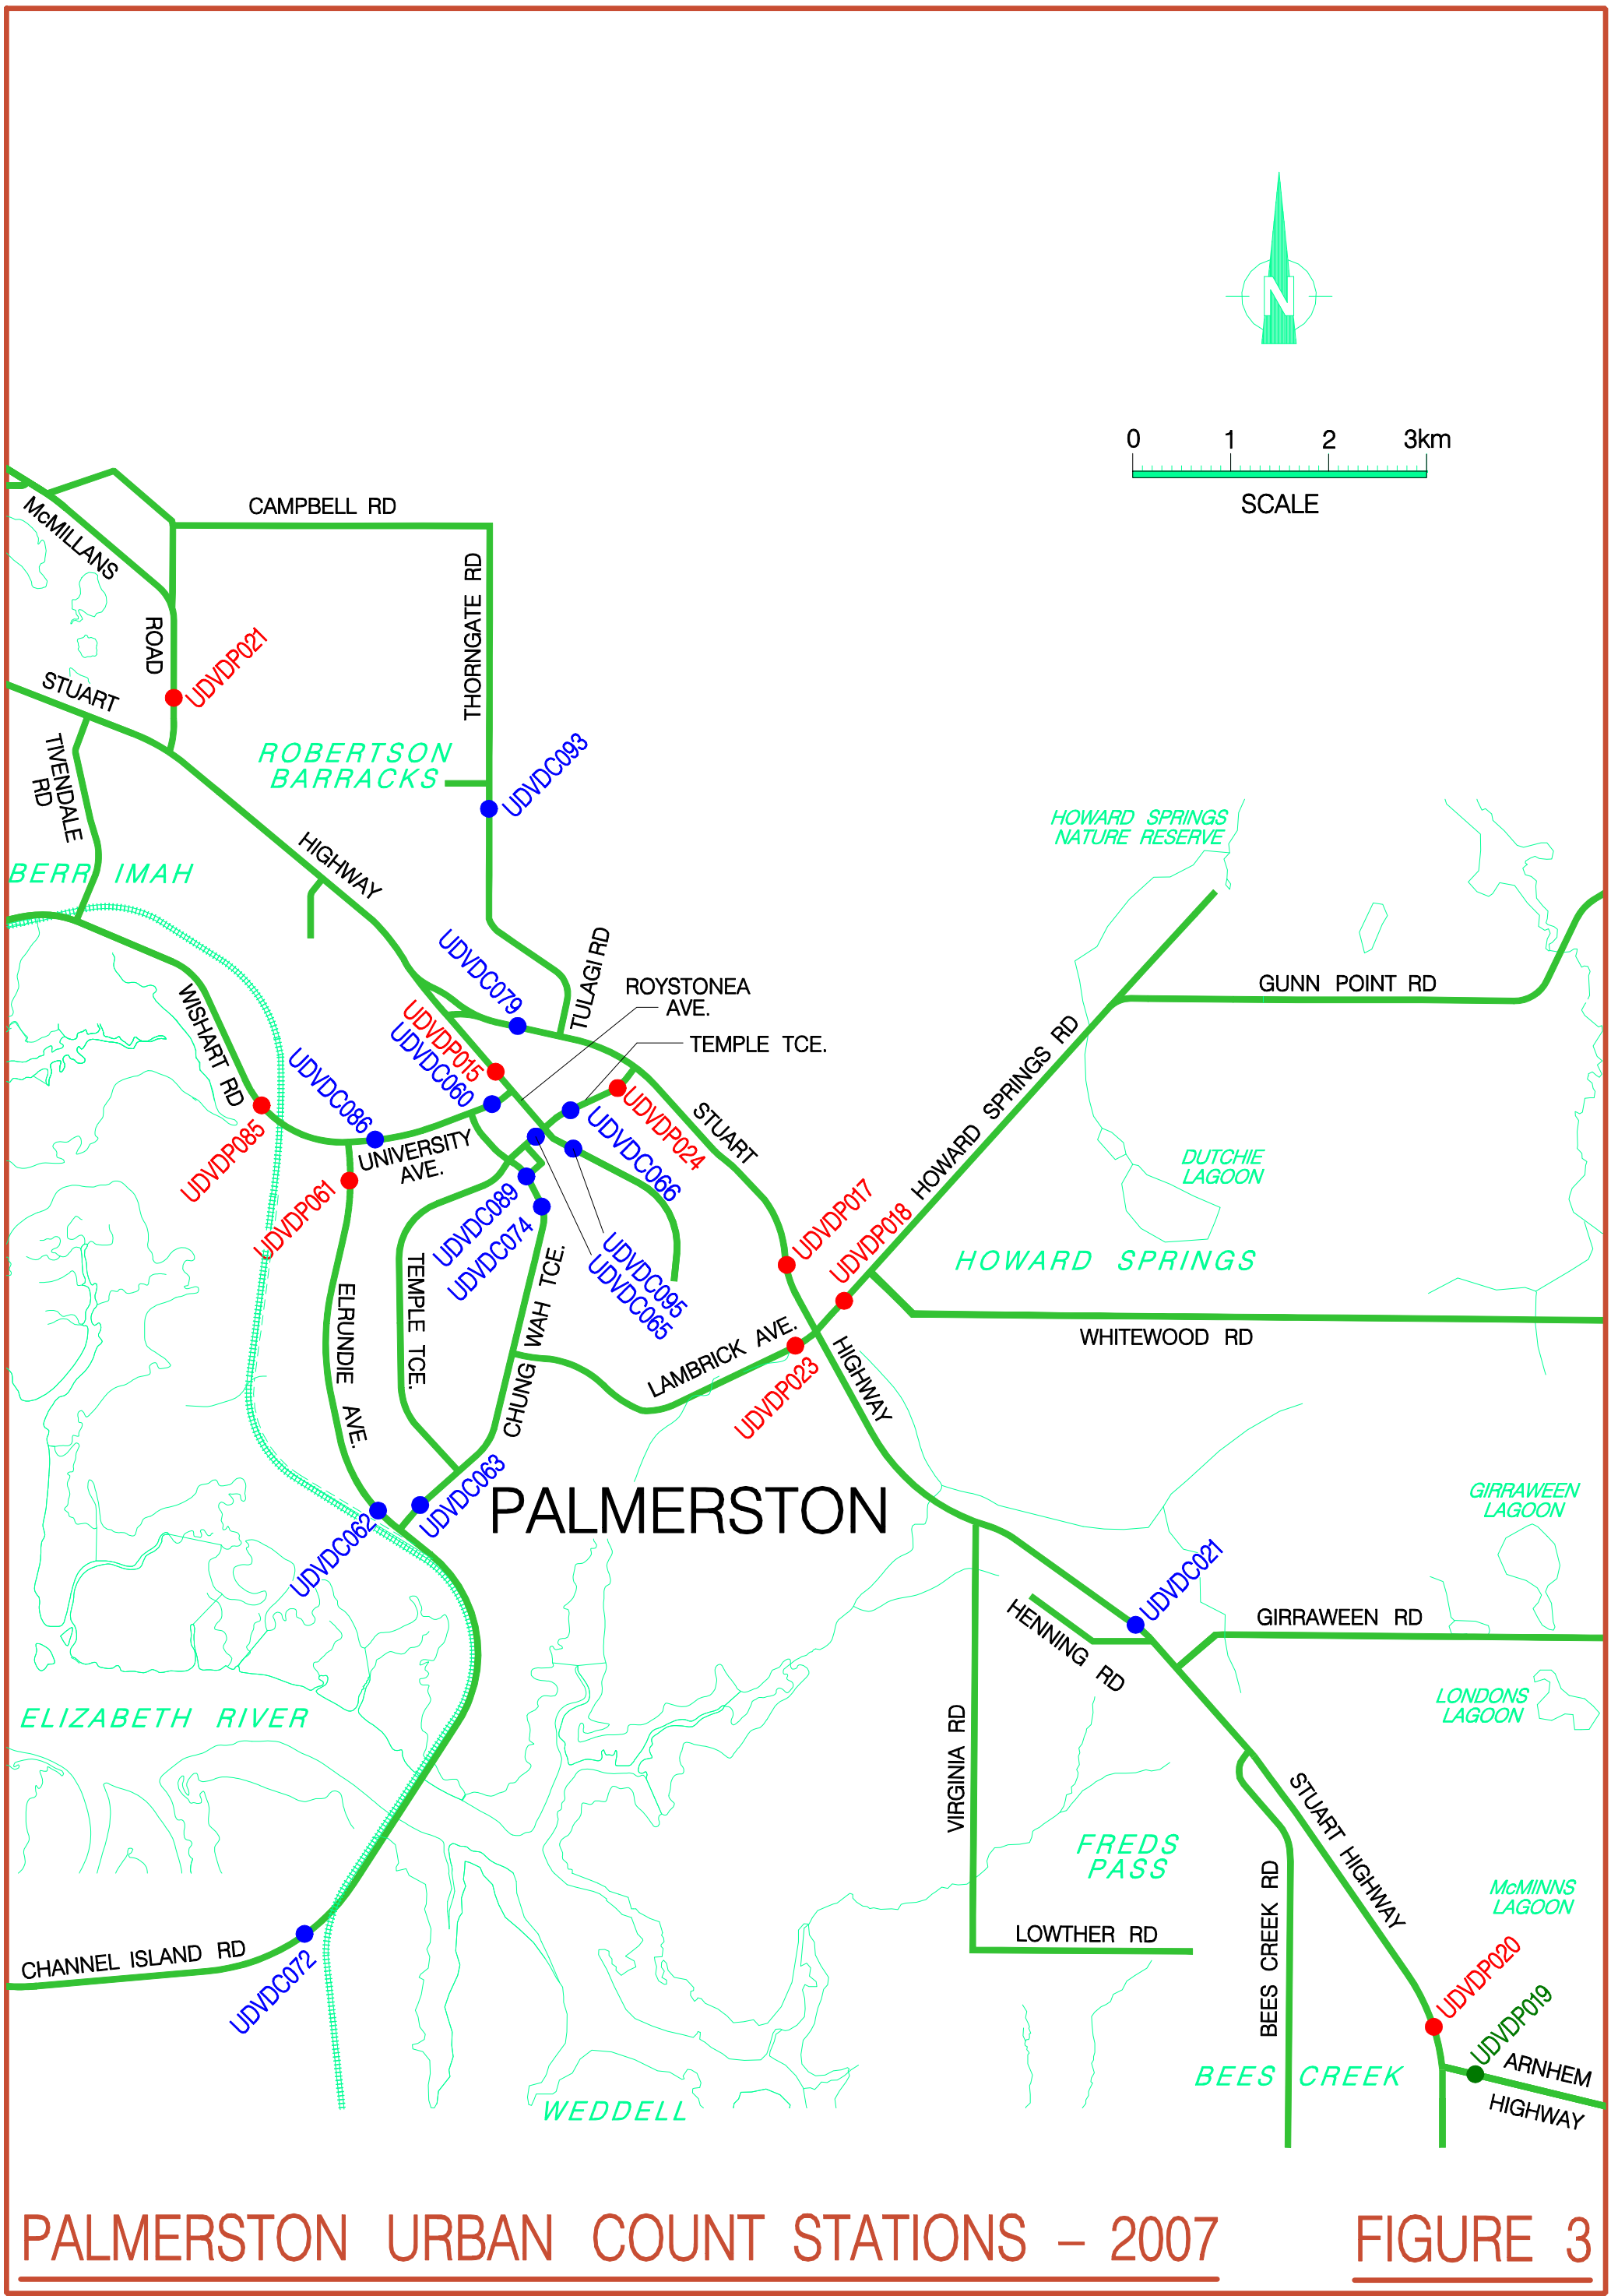 N
0 1 2 3km
SCALE
CAMPBELL RD
McMILLANS
ROAD
THORNGATE RD
UDVDP021
STUART
TIVENDALE
RD
ROBERTSON
BARRACKS
UDVDC093
HOWARD SPRINGS
NATURE RESERVE
HIGHWAY
BERR IMAH
UDVDC079
TULAGI RD
ROYSTONEA
AVE.
GUNN POINT RD
WISHART RD
UDVDP015
UDVDC060
TEMPLE TCE.
HOWARD SPRINGS RD
UDVDC086
UDVDP085
UNIVERSITY
AVE.
UDVDC066
UDVDP024
STUART
DUTCHIE
LAGOON
UDVDP061
UDVDC089
UDVDC074
UDVDC095
UDVDC065
UDVDP017
UDVDP018
HOWARD SPRINGS
ELRUNDIE AVE.
TEMPLE TCE.
CHUNG WAH TCE.
LAMBRICK AVE.
UDVDP023
HIGHWAY
WHITEWOOD RD
UDVDC063
UDVDC062
PALMERSTON
GIRRAWEEN
LAGOON
UDVDC021
HENNING RD
GIRRAWEEN RD
ELIZABETH RIVER
VIRGINIA RD
LONDONS
LAGOON
STUART HIGHWAY
FREDS
PASS
BEES CREEK RD
McMINNS
LAGOON
LOWTHER RD
CHANNEL ISLAND RD
UDVDC072
UDVDP020
UDVDP019
ARNHEM
HIGHWAY
BEES CREEK
WEDDELL
PALMERSTON URBAN COUNT STATIONS - 2007
FIGURE 3